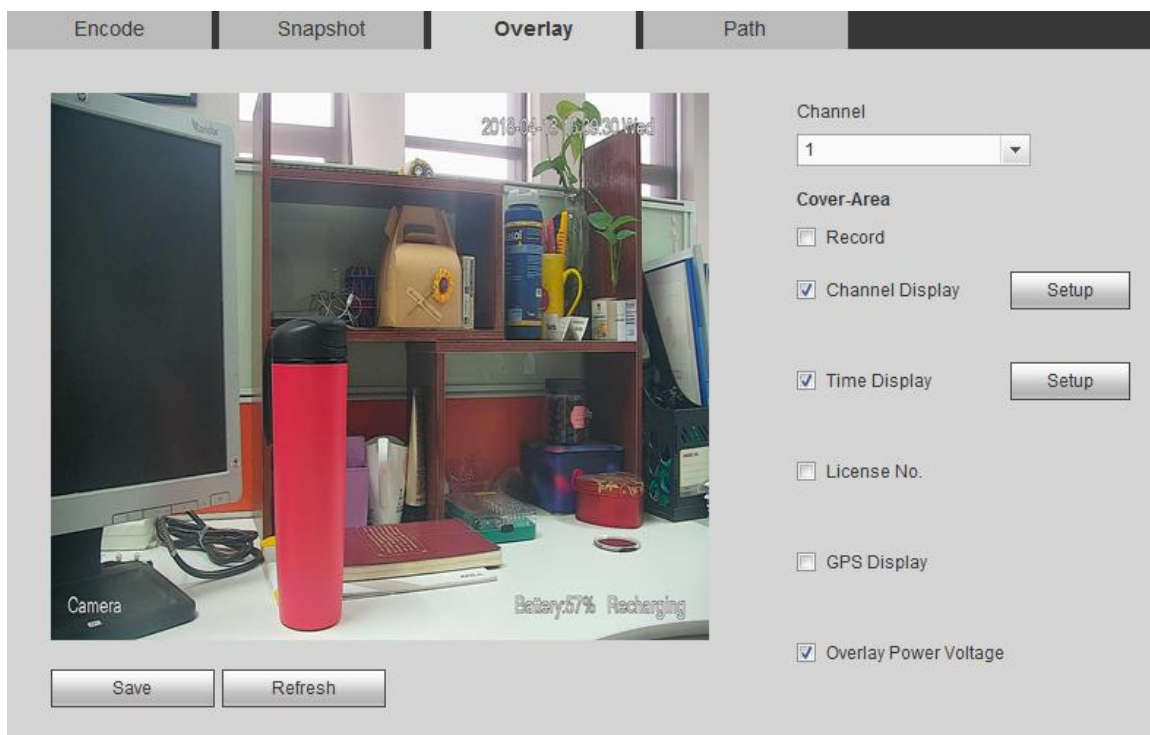 Encode
Snapshot
Overlay
Path
Channel
1
Cover-Area
Record
Channel Display
Setup
Time Display
Setup
License No.
GPS Display
Overlay Power Voltage
Camera
Battery:57% Recharging
Save
Refresh